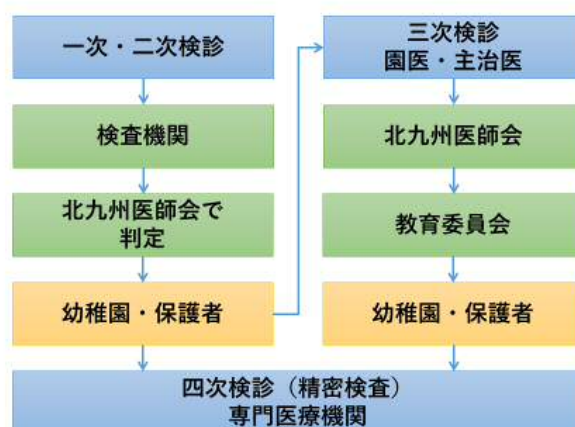 一次・二次検診
検査機関
北九州医師会で
判定
幼稚園・保護者
三次検診
園医・主治医
北九州医師会
教育委員会
幼稚園・保護者
四次検診（精密検査）
専門医療機関